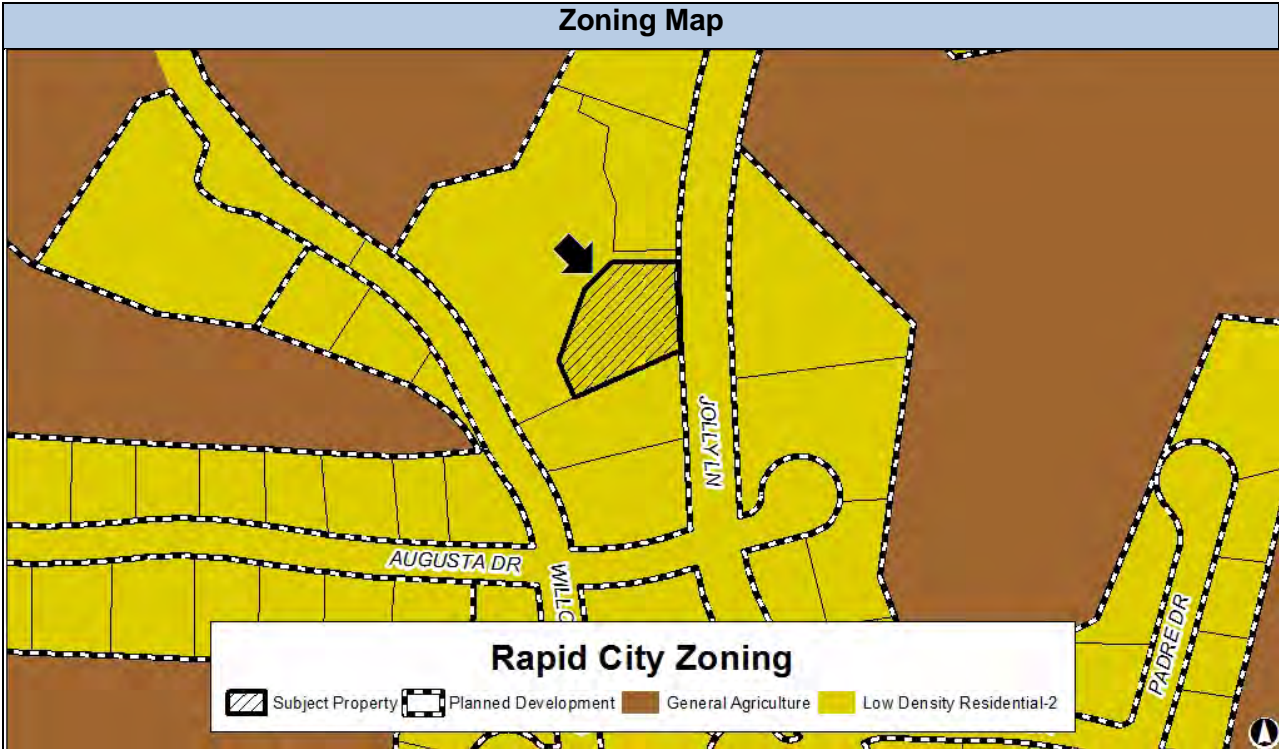 Zoning Map
JOLLY LN
AUGUSTA DR
PADRE DR
Rapid City Zoning
Subject Property Planned Development General Agriculture Low Density Residential-2